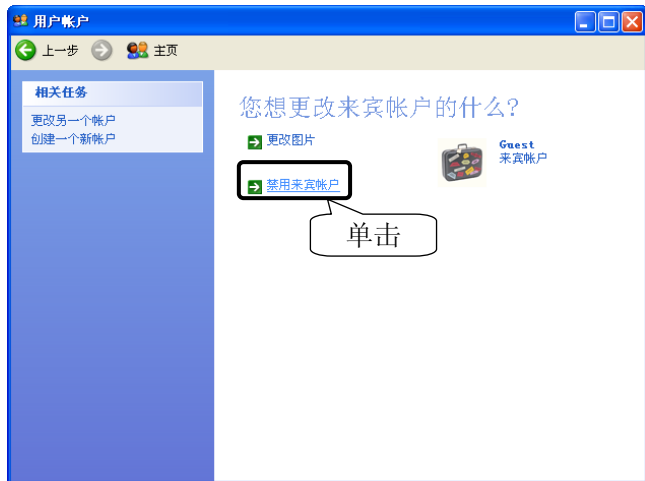 用户帐户
上一步 主页
相关任务
更改另一个帐户
创建一个新帐户
您想更改来宾帐户的什么?
更改图片
禁用来宾帐户
Guest
来宾帐户
单击